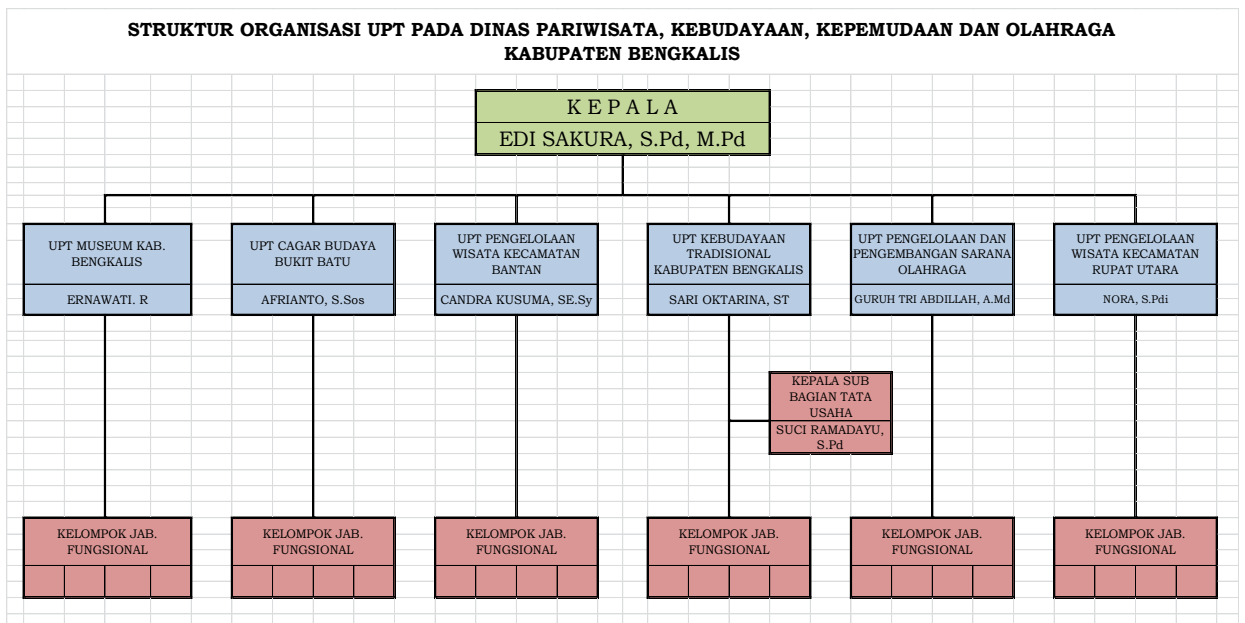 STRUKTUR ORGANISASI UPT PADA DINAS PARIWISATA, KEBUDAYAAN, KEPEMUDAAN DAN OLAHRAGA
KABUPATEN BENGKALIS
K E P A L A
EDI SAKURA, S.Pd, M.Pd
UPT MUSEUM KAB.
BENGKALIS
ERNAWATI. R
UPT CAGAR BUDAYA
BUKIT BATU
AFRIANTO, S.Sos
UPT PENGELOLAAN
WISATA KECAMATAN
BANTAN
CANDRA KUSUMA, SE.Sy
UPT KEBUDAYAAN
TRADISIONAL
KABUPATEN BENGKALIS
SARI OKTARINA, ST
UPT PENGELOLAAN DAN
PENGEMBANGAN SARANA
OLAHRAGA
GURUH TRI ABDILLAH, A.Md
UPT PENGELOLAAN
WISATA KECAMATAN
RUPAT UTARA
NORA, S.Pdi
KEPALA SUB
BAGIAN TATA
USAHA
SUCI RAMADAYU,
S.Pd
KELOMPOK JAB.
FUNGSIONAL
KELOMPOK JAB.
FUNGSIONAL
KELOMPOK JAB.
FUNGSIONAL
KELOMPOK JAB.
FUNGSIONAL
KELOMPOK JAB.
FUNGSIONAL
KELOMPOK JAB.
FUNGSIONAL